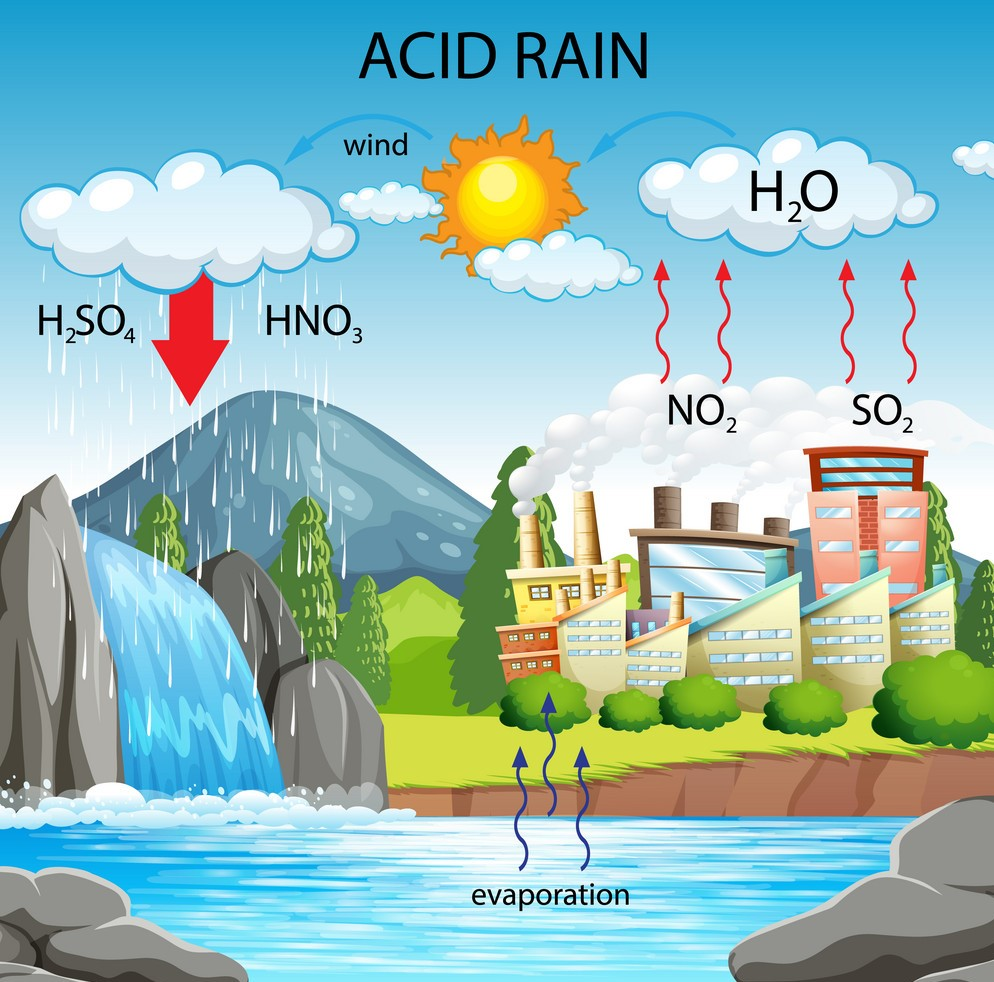 ACID RAIN
wind
H₂O
H₂SO₄
HNO₃
NO₂
SO₂
evaporation